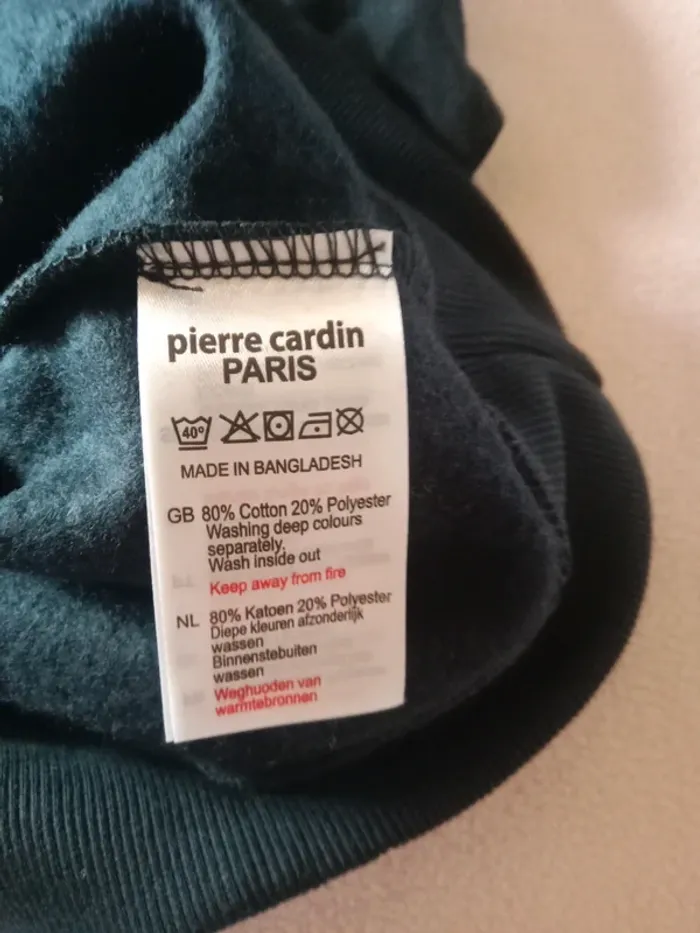 pierre cardin
PARIS
40°
MADE IN BANGLADESH
GB 80% Cotton 20% Polyester
Washing deep colours
separately.
Wash inside out
Keep away from fire
NL 80% Katoen 20% Polyester
Diepe kleuren afzonderlijk
wassen
Binnenstebuiten
wassen
Weghuoden van
warmtebronnen